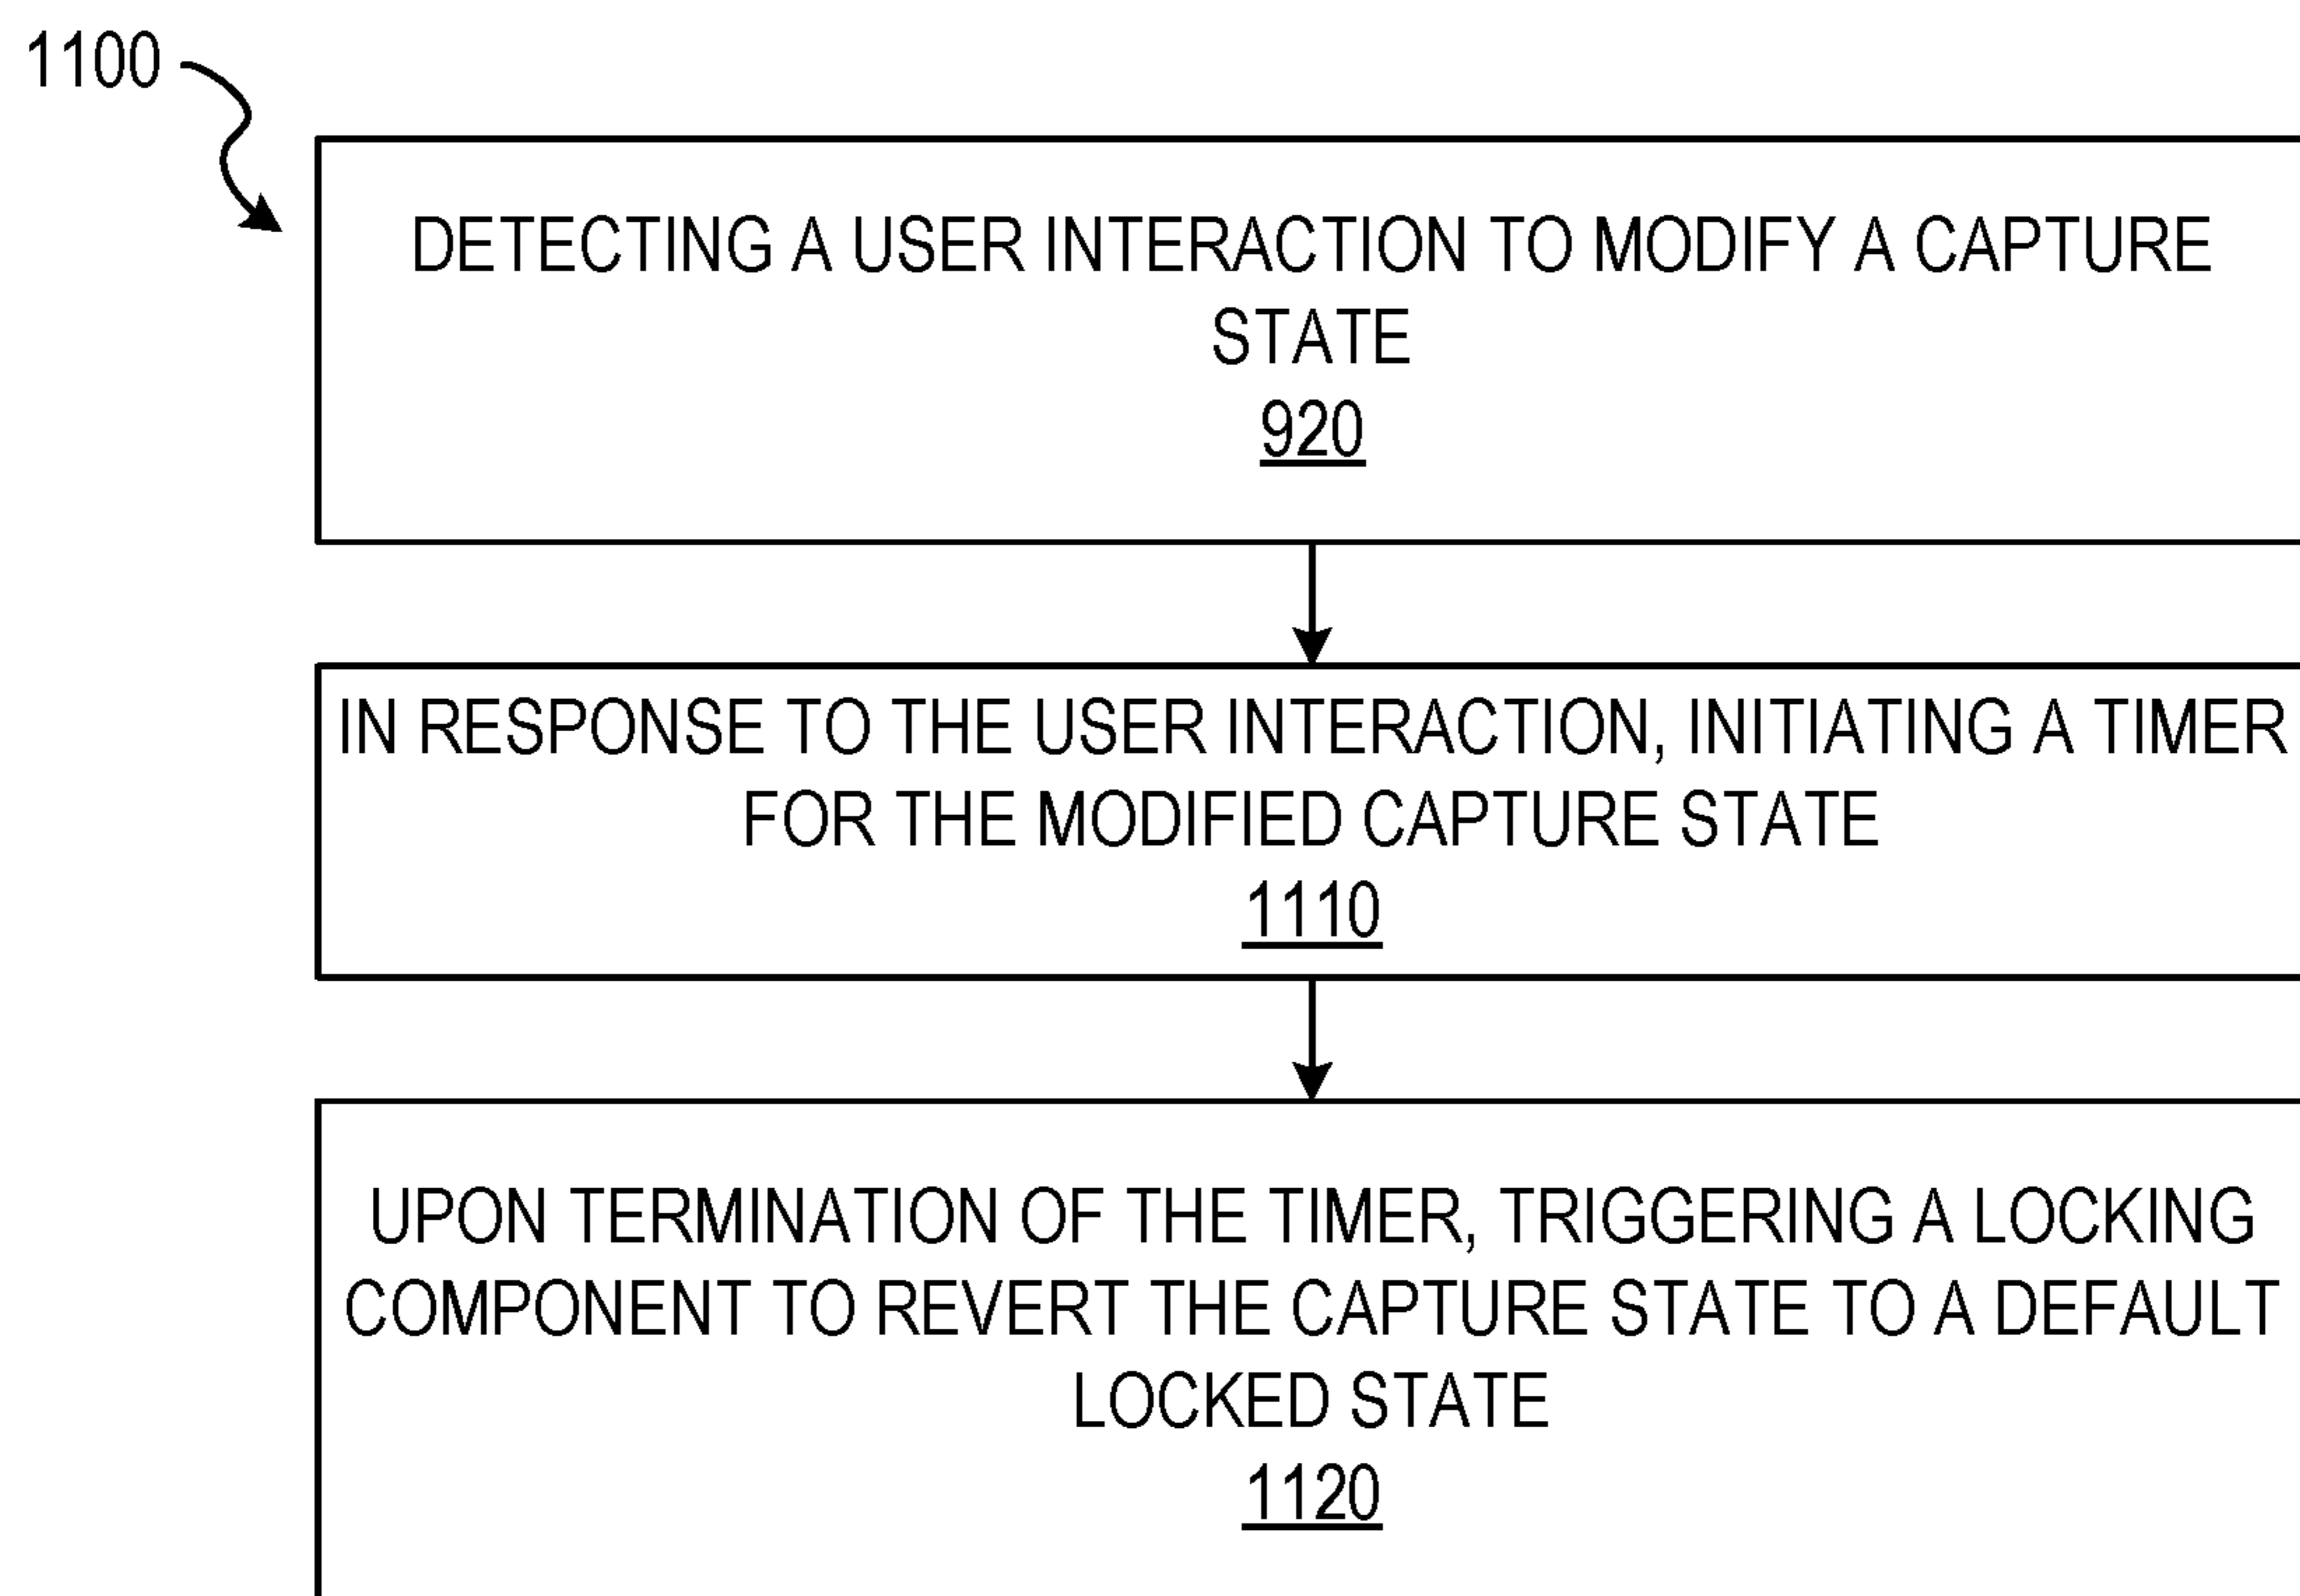 1100
DETECTING A USER INTERACTION TO MODIFY A CAPTURE
STATE
920
IN RESPONSE TO THE USER INTERACTION, INITIATING A TIMER
FOR THE MODIFIED CAPTURE STATE
1110
UPON TERMINATION OF THE TIMER, TRIGGERING A LOCKING
COMPONENT TO REVERT THE CAPTURE STATE TO A DEFAULT
LOCKED STATE
1120